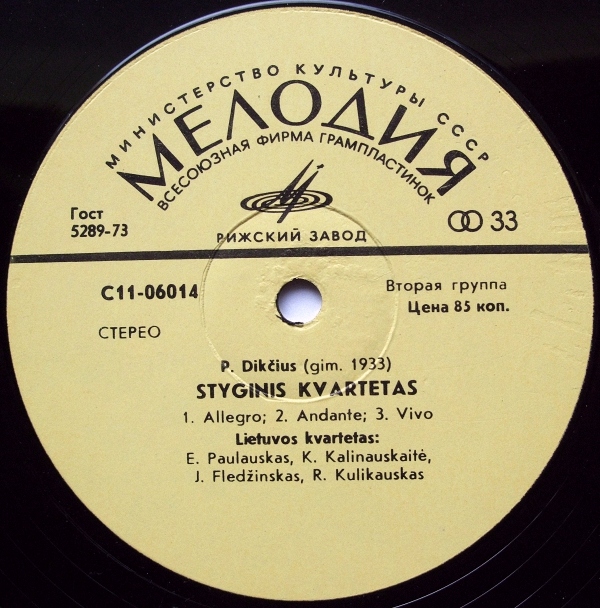 МИНИСТЕРСТВО КУЛЬТУРЫ СССР
МЕЛОДИЯ
ВСЕСОЮЗНАЯ ФИРМА ГРАМПЛАСТИНОК
Гост
5289-73
33
РИЖСКИЙ ЗАВОД
С11-06014
Вторая группа
Цена 85 коп.
СТЕРЕО
P. Dikčius (gim. 1933)
STYGINIS KVARTETAS
1. Allegro; 2. Andante; 3. Vivo
Lietuvos kvartetas:
E. Paulauskas, K. Kalinauskaitė,
J. Fledžinskas, R. Kulikauskas